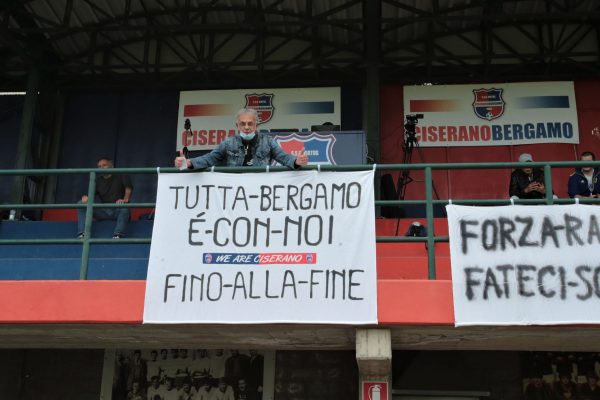 CISERANO
CISERANOBERGAMO
TUTTA-BERGAMO
É-CON-NOI
WE ARE CISERANO
FINO-ALLA-FINE
FORZA-RA
FATECI-SO